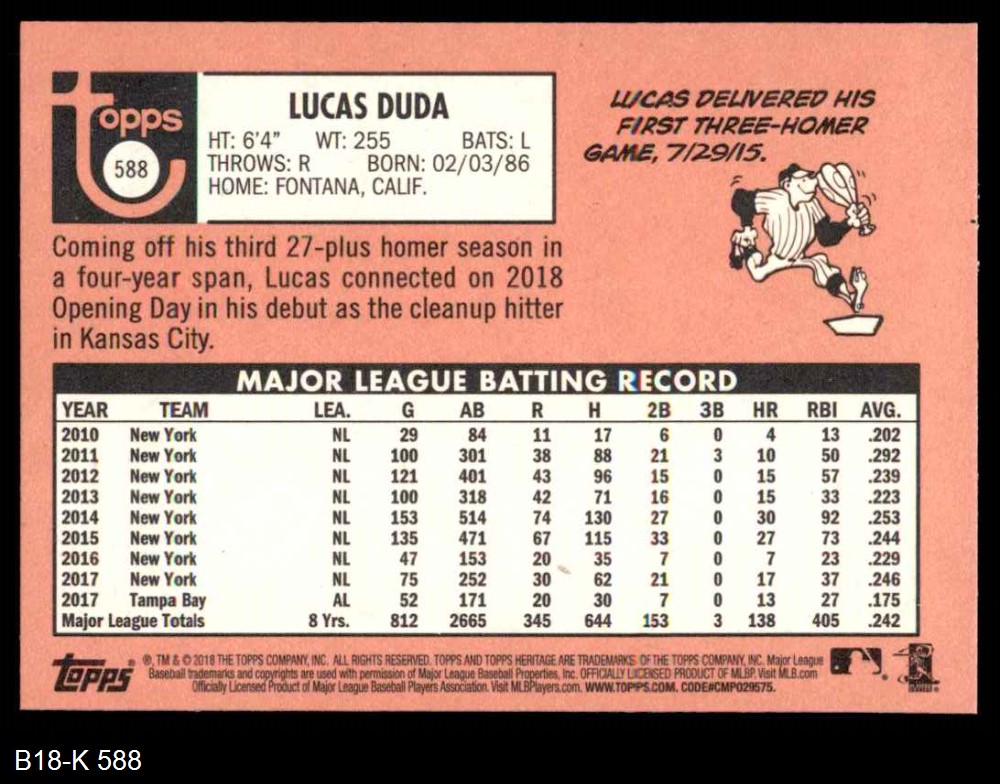 Topps
588
LUCAS DUDA
HT: 6'4" WT: 255 BATS: L
THROWS: R BORN: 02/03/86
HOME: FONTANA, CALIF.
LUCAS DELIVERED HIS
FIRST THREE-HOMER
GAME, 7/29/15.
Coming off his third 27-plus homer season in
a four-year span, Lucas connected on 2018
Opening Day in his debut as the cleanup hitter
in Kansas City.
MAJOR LEAGUE BATTING RECORD
YEAR TEAM LEA. G AB R H 2B 3B HR RBI AVG.
2010 New York NL 29 84 11 17 6 0 4 13 .202
2011 New York NL 100 301 38 88 21 3 10 50 .292
2012 New York NL 121 401 43 96 15 0 15 57 .239
2013 New York NL 100 318 42 71 16 0 15 33 .223
2014 New York NL 153 514 74 130 27 0 30 92 .253
2015 New York NL 135 471 67 115 33 0 27 73 .244
2016 New York NL 47 153 20 35 7 0 7 23 .229
2017 New York NL 75 252 30 62 21 0 17 37 .246
2017 Tampa Bay AL 52 171 20 30 7 0 13 27 .175
Major League Totals 8 Yrs. 812 2665 345 644 153 3 138 405 .242
Topps
®, TM & © 2018 THE TOPPS COMPANY, INC. ALL RIGHTS RESERVED. TOPPS AND TOPPS HERITAGE ARE TRADEMARKS OF THE TOPPS COMPANY, INC. Major League
Baseball trademarks and copyrights are used with permission of Major League Baseball Properties, Inc. OFFICIALLY LICENSED PRODUCT OF MLBP. Visit MLB.com
Officially Licensed Product of Major League Baseball Players Association. Visit MLBPlayers.com. WWW.TOPPS.COM. CODE#CMP029575.
B18-K 588